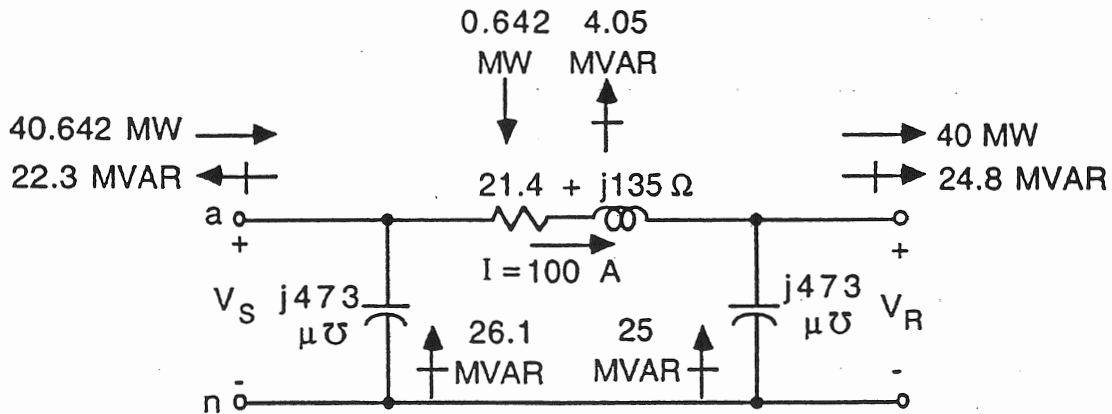 0.642 4.05
MW MVAR
40.642 MW
40 MW
22.3 MVAR
24.8 MVAR
21.4 + j135 Ω
a
+
+
I = 100 A
V_S
j473
μ℧
j473
μ℧
V_R
26.1
MVAR
25
MVAR
-
-
n